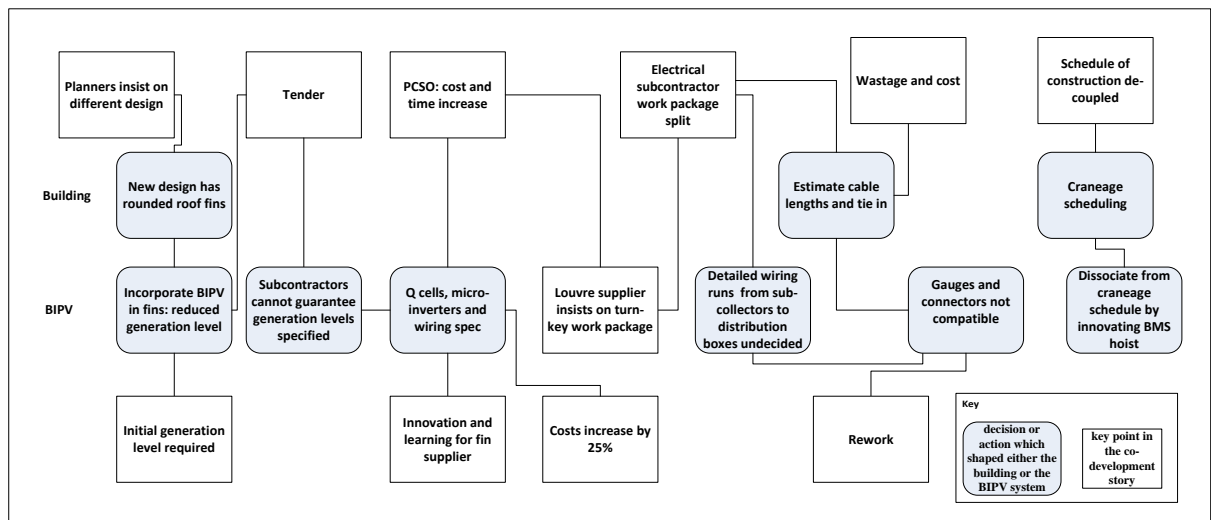 Planners insist on
different design
Tender
PCSO: cost and
time increase
Electrical
subcontractor
work package
split
Wastage and cost
Schedule of
construction de-
coupled
Building
New design has
rounded roof fins
Estimate cable
lengths and tie in
Craneage
scheduling
BIPV
Incorporate BIPV
in fins: reduced
generation level
Subcontractors
cannot guarantee
generation levels
specified
Q cells, micro-
inverters and
wiring spec
Louvre supplier
insists on turn-
key work package
Detailed wiring
runs from sub-
collectors to
distribution
boxes undecided
Gauges and
connectors not
compatible
Dissociate from
craneage
schedule by
innovating BMS
hoist
Initial generation
level required
Innovation and
learning for fin
supplier
Costs increase by
25%
Rework
Key
decision or
action which
shaped either the
building or the
BIPV system
key point in
the co-
development
story